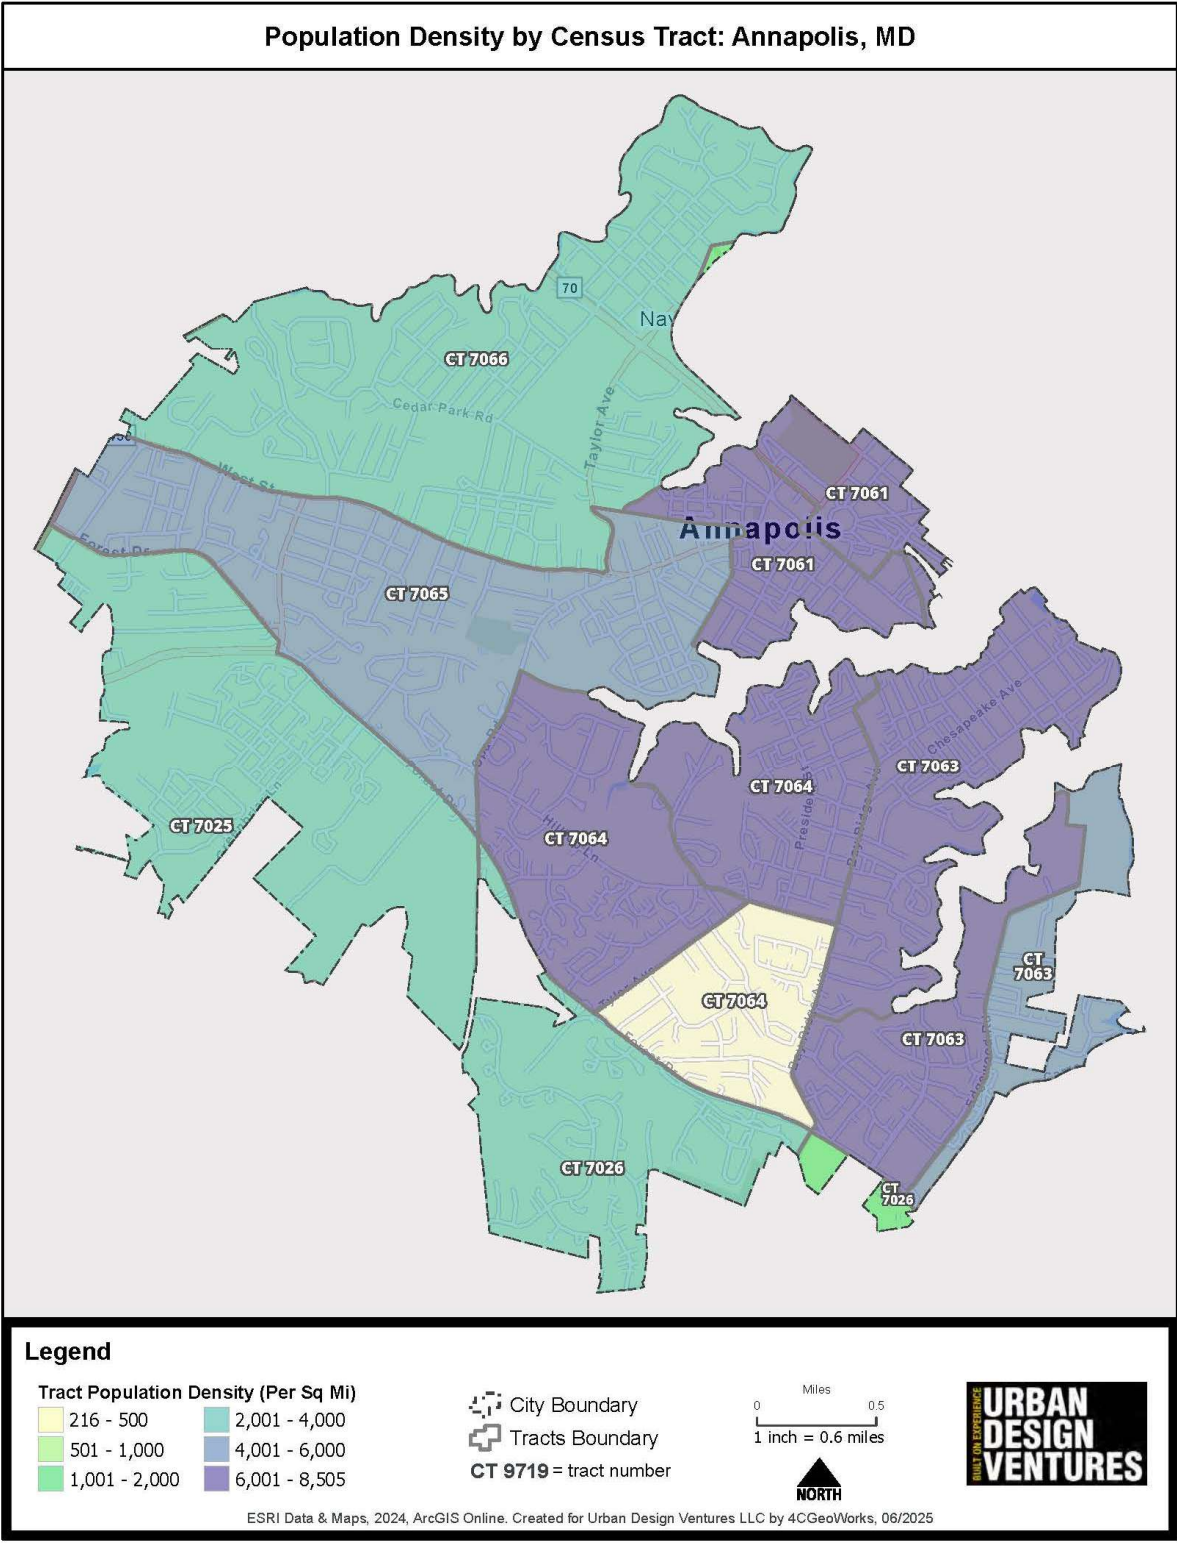 Population Density by Census Tract: Annapolis, MD
70
Nay
CT 7066
Cedar Park Rd
Taylor Ave
West St
CT 7061
Annapolis
Forest Dr
CT 7061
CT 7065
Chesapeake Ave
CT 7063
CT 7064
CT 7025
CT 7064
CT
7063
CT 7064
Tyler Ave
Forest Dr
CT 7063
CT 7026
CT
7026
Legend
Tract Population Density (Per Sq Mi)
216 - 500
501 - 1,000
1,001 - 2,000
2,001 - 4,000
4,001 - 6,000
6,001 - 8,505
City Boundary
Tracts Boundary
CT 9719 = tract number
Miles
0 0.5
1 inch = 0.6 miles
NORTH
BUILT ON EXPERIENCE
URBAN
DESIGN
VENTURES
ESRI Data & Maps, 2024, ArcGIS Online. Created for Urban Design Ventures LLC by 4CGeoWorks, 06/2025